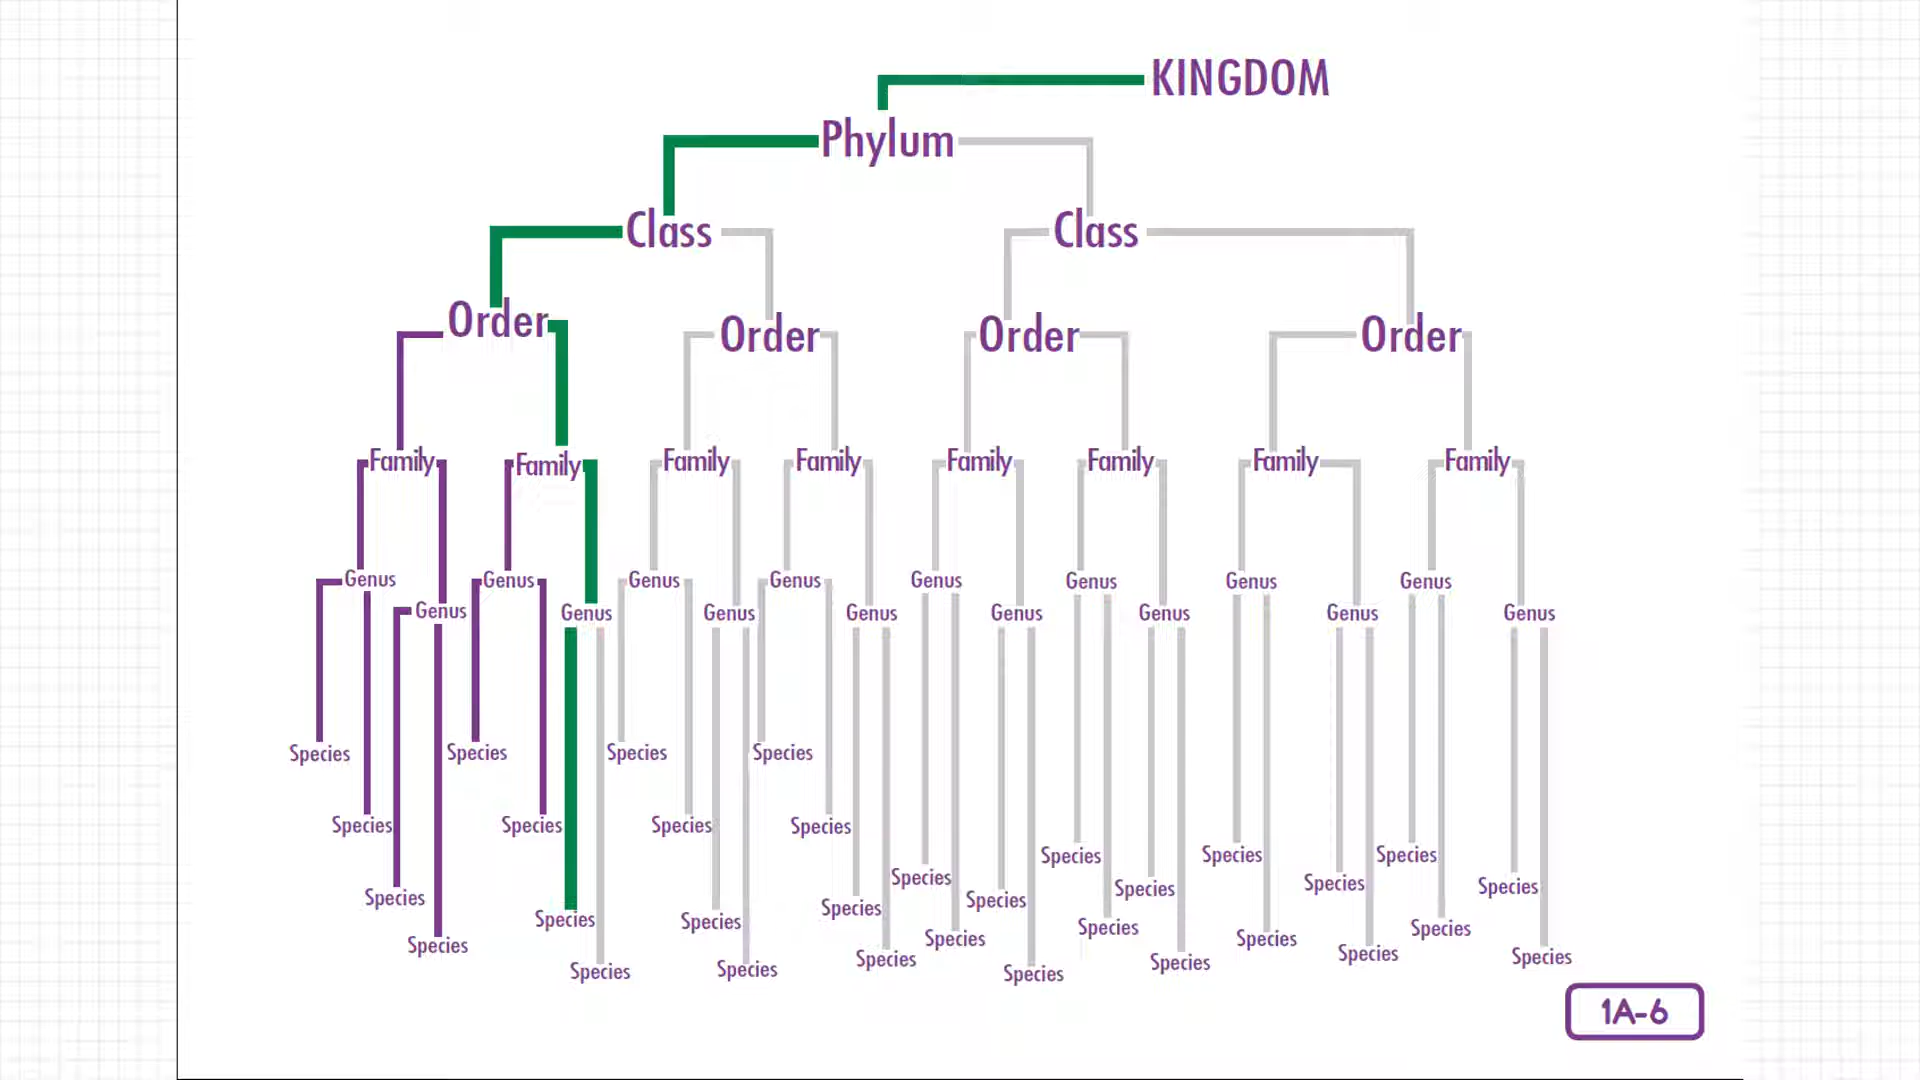 KINGDOM
Phylum
Class Class
Order Order Order Order
Family Family Family Family Family Family Family Family
Genus Genus Genus Genus Genus Genus Genus Genus
Genus Genus Genus Genus Genus Genus Genus Genus
Species Species Species Species
Species Species Species Species
Species Species Species
Species Species Species Species Species
Species Species Species Species
Species Species Species Species
Species Species Species Species
Species Species Species Species
1A-6